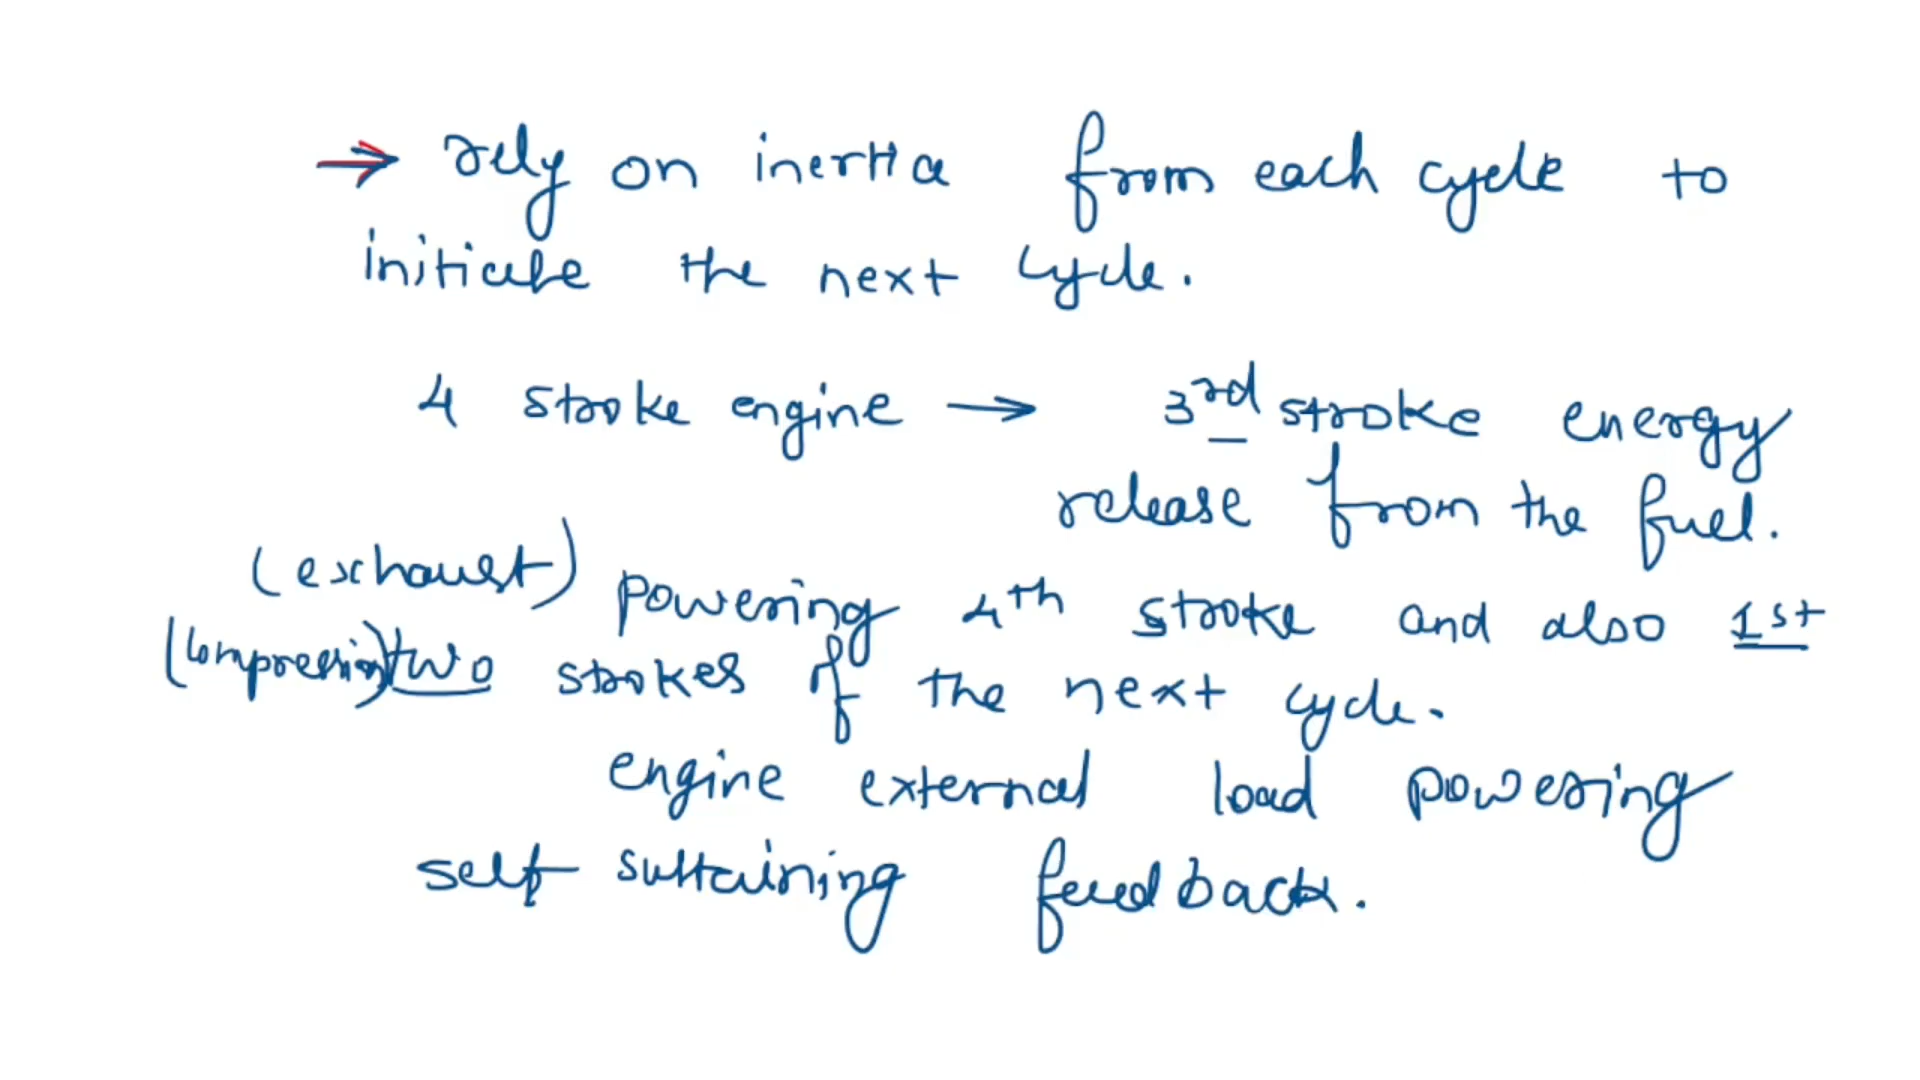 → rely on inertia from each cycle to
initiate the next cycle.
4 stroke engine → 3rd stroke energy
release from the fuel.
(exhaust) powering 4th stroke and also 1st
(compression) two strokes of the next cycle.
engine external load powering
self sustaining feedback.